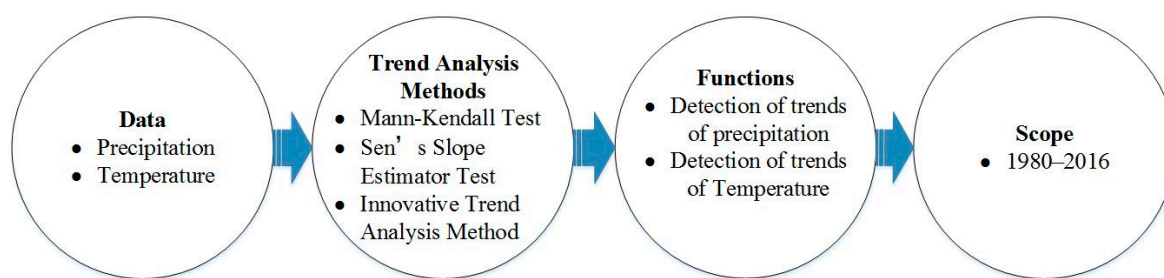 Data
• Precipitation
• Temperature
Trend Analysis
Methods
• Mann-Kendall Test
• Sen’ s Slope
Estimator Test
• Innovative Trend
Analysis Method
Functions
• Detection of trends
of precipitation
• Detection of trends
of Temperature
Scope
• 1980–2016